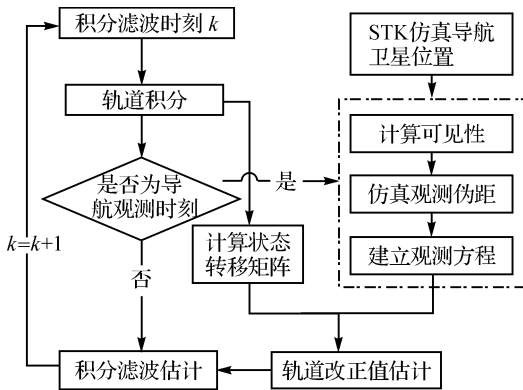 积分滤波时刻 k
轨道积分
是否为导
航观测时刻
是
否
k=k+1
计算状态
转移矩阵
STK仿真导航
卫星位置
计算可见性
仿真观测伪距
建立观测方程
轨道改正值估计
积分滤波估计